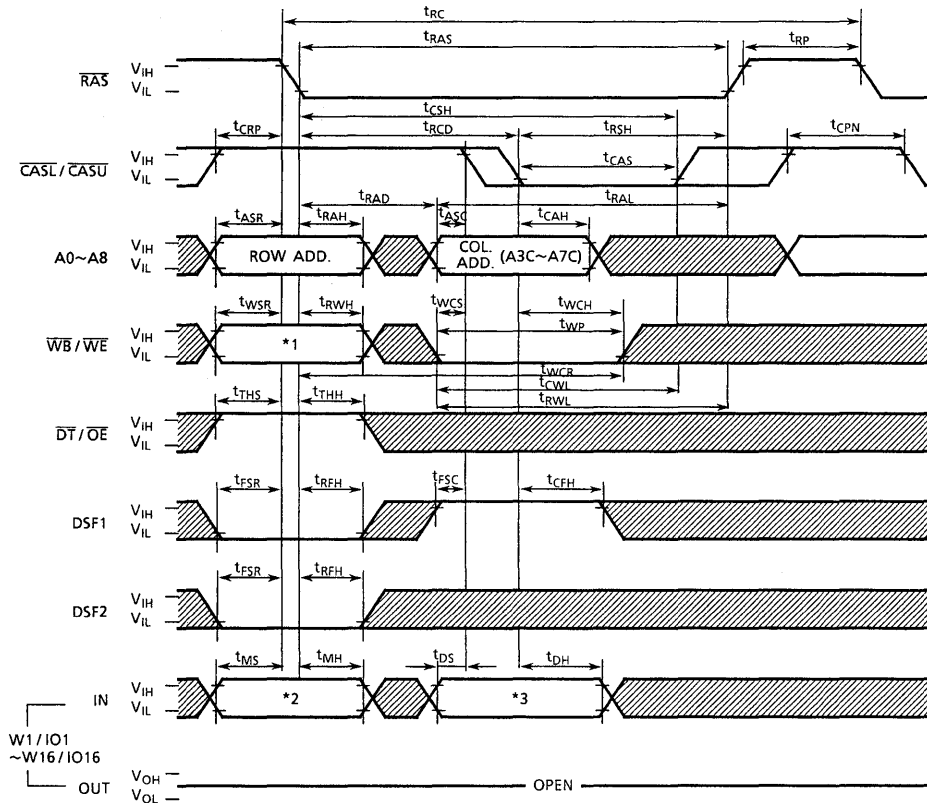 tRC
tRAS
tRP
RAS
VIH
VIL
tCSH
tCRP
tRCD
tRSH
tCPN
CASL / CASU
VIH
VIL
tCAS
tRAD
tRAL
tASR
tRAH
tASC
tCAH
A0~A8
VIH
VIL
ROW ADD.
COL. ADD. (A3C~A7C)
tWSR
tRWH
tWCS
tWCH
tWP
WB / WE
VIH
VIL
*1
tWCR
tCWL
tRWL
tTHS
tTHH
DT / OE
VIH
VIL
tFSR
tRFH
tFSC
tCFH
DSF1
VIH
VIL
tFSR
tRFH
DSF2
VIH
VIL
tMS
tMH
tDS
tDH
IN
VIH
VIL
*2
*3
W1 / IO1
~W16 / IO16
OUT
VOH
VOL
OPEN